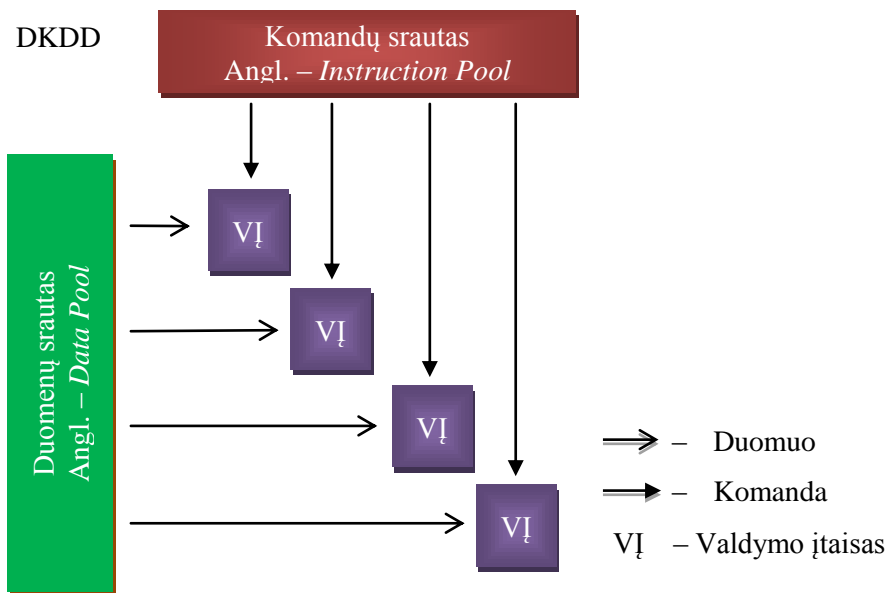 DKDD
Komandų srautas
Angl. – Instruction Pool
Duomenų srautas
Angl. – Data Pool
VĮ
VĮ
VĮ
VĮ
– Duomuo
– Komanda
VĮ – Valdymo įtaisas